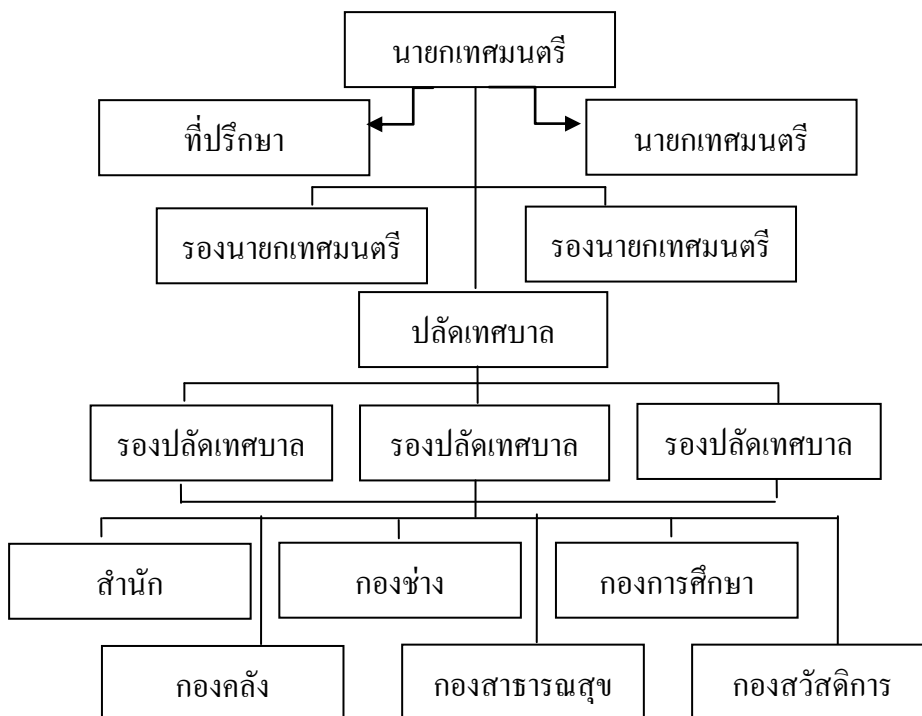 นายกเทศมนตรี
ที่ปรึกษา
นายกเทศมนตรี
รองนายกเทศมนตรี
รองนายกเทศมนตรี
ปลัดเทศบาล
รองปลัดเทศบาล
รองปลัดเทศบาล
รองปลัดเทศบาล
สำนัก
กองช่าง
กองการศึกษา
กองคลัง
กองสาธารณสุข
กองสวัสดิการ